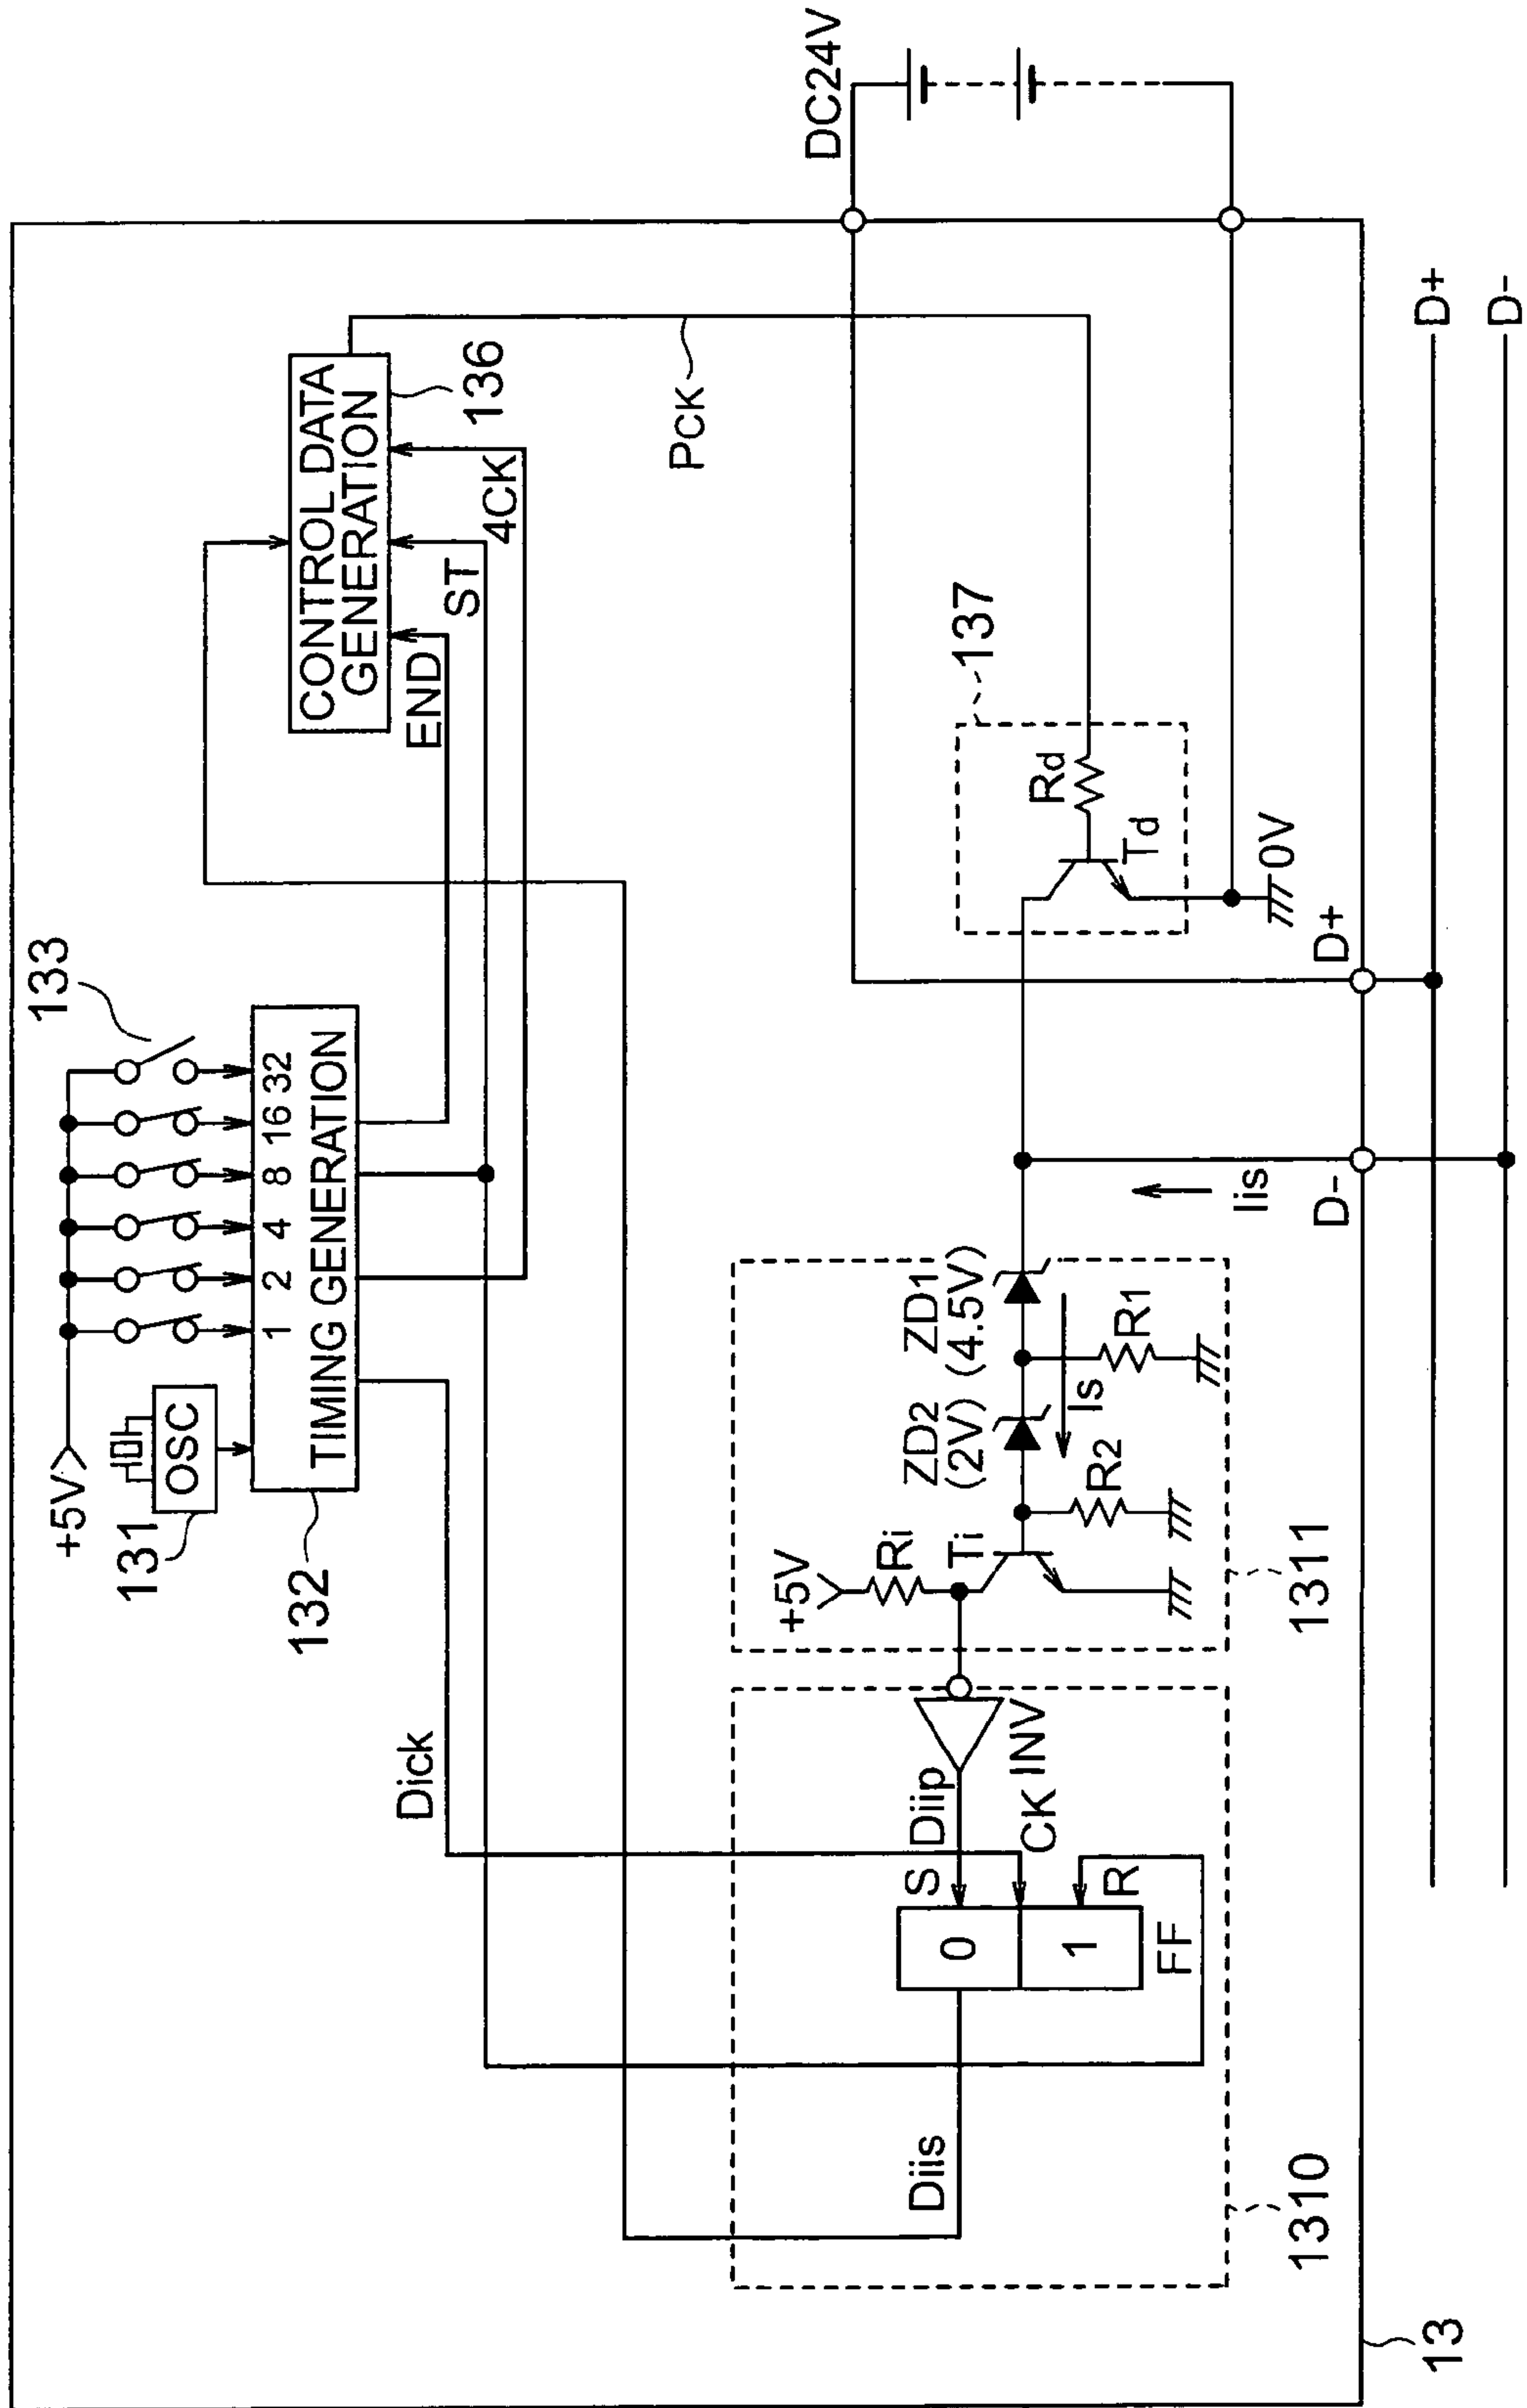 +5V
133
131
OSC
132
1 2 4 8 16 32
TIMING GENERATION
CONTROL DATA
GENERATION
136
END
ST
4CK
Dick
PCK
DC24V
137
Rd
Td
0V
+5V
Ri
Ti
ZD2
(2V)
ZD1
(4.5V)
Is
R2
R1
1311
Iis
D-
D+
Diis
0
1
FF
S
Diip
CK
R
INV
1310
D+
D-
13